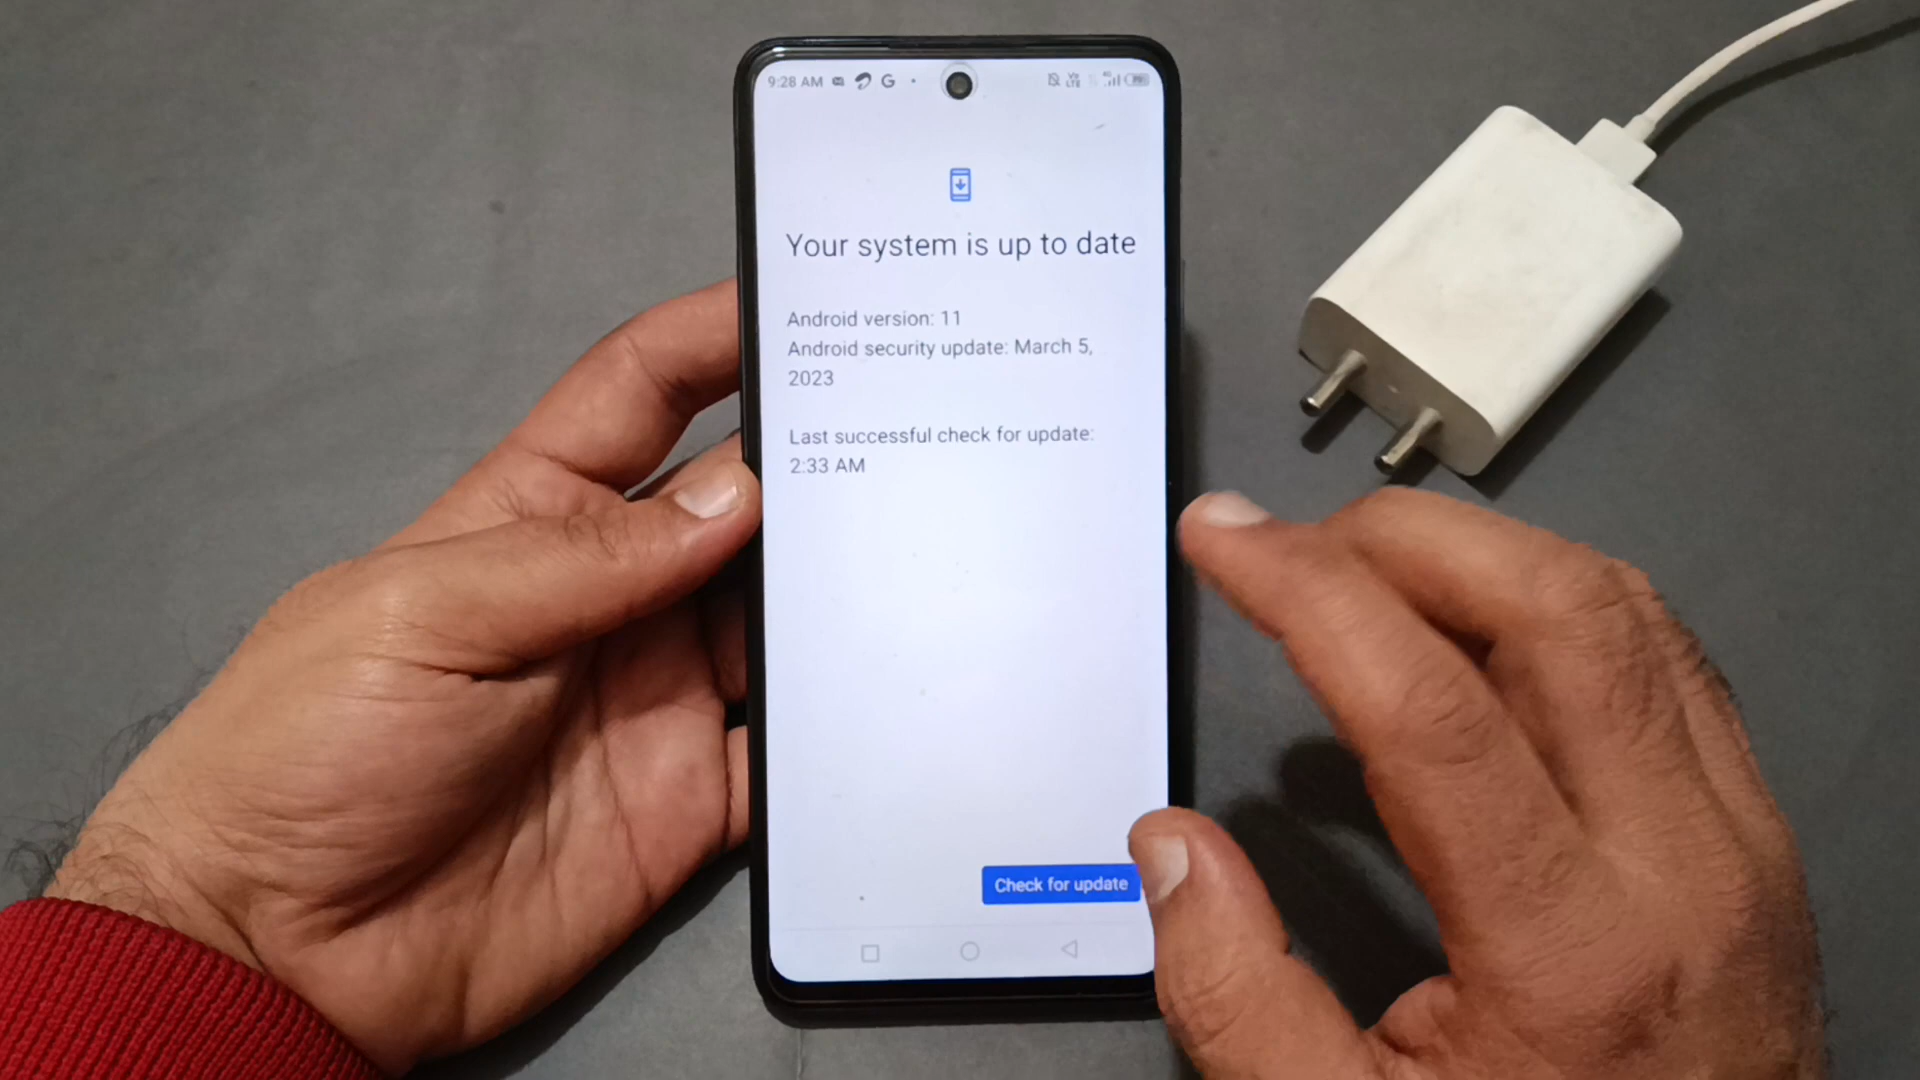 9:28 AM
Your system is up to date
Android version: 11
Android security update: March 5,
2023
Last successful check for update:
2:33 AM
Check for update